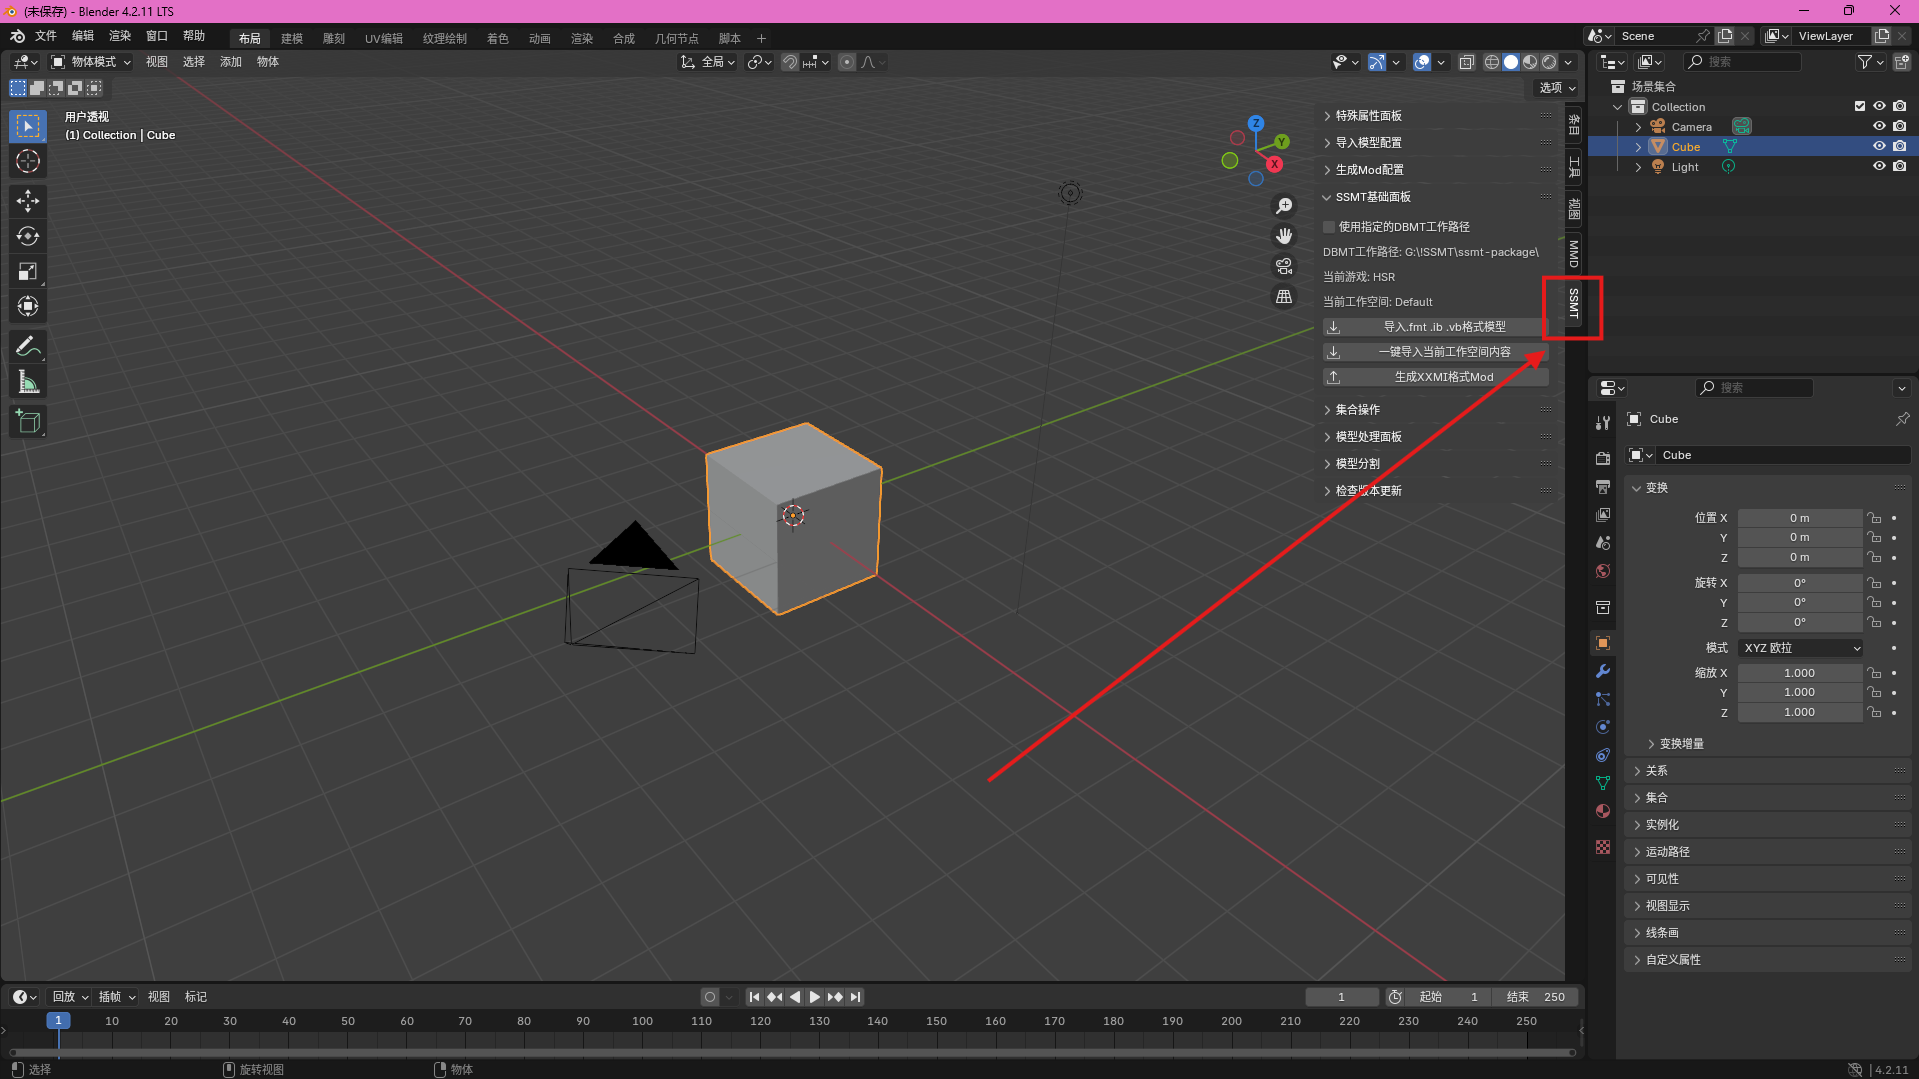 (未保存) - Blender 4.2.11 LTS
文件 编辑 渲染 窗口 帮助 布局 建模 雕刻 UV编辑 纹理绘制 着色 动画 渲染 合成 几何节点 脚本 + Scene ViewLayer
物体模式 视图 选择 添加 物体 全局 搜索
选项
用户透视
(1) Collection | Cube
Z
Y
X
特殊属性面板
导入模型配置
生成Mod配置
SSMT基础面板
使用指定的DBMT工作路径
DBMT工作路径: G:\!SSMT\ssmt-package\
当前游戏: HSR
当前工作空间: Default
导入.fmt .ib .vb格式模型
一键导入当前工作空间内容
生成XXMI格式Mod
集合操作
模型处理面板
模型分割
检查版本更新
条目
工具
视图
MMD
SSMT
场景集合
Collection
Camera
Cube
Light
搜索
Cube
Cube
变换
位置 X 0 m
Y 0 m
Z 0 m
旋转 X 0°
Y 0°
Z 0°
模式 XYZ 欧拉
缩放 X 1.000
Y 1.000
Z 1.000
变换增量
关系
集合
实例化
运动路径
可见性
视图显示
线条画
自定义属性
回放 插帧 视图 标记 1 起始 1 结束 250
1 10 20 30 40 50 60 70 80 90 100 110 120 130 140 150 160 170 180 190 200 210 220 230 240 250
选择 旋转视图 物体 4.2.11